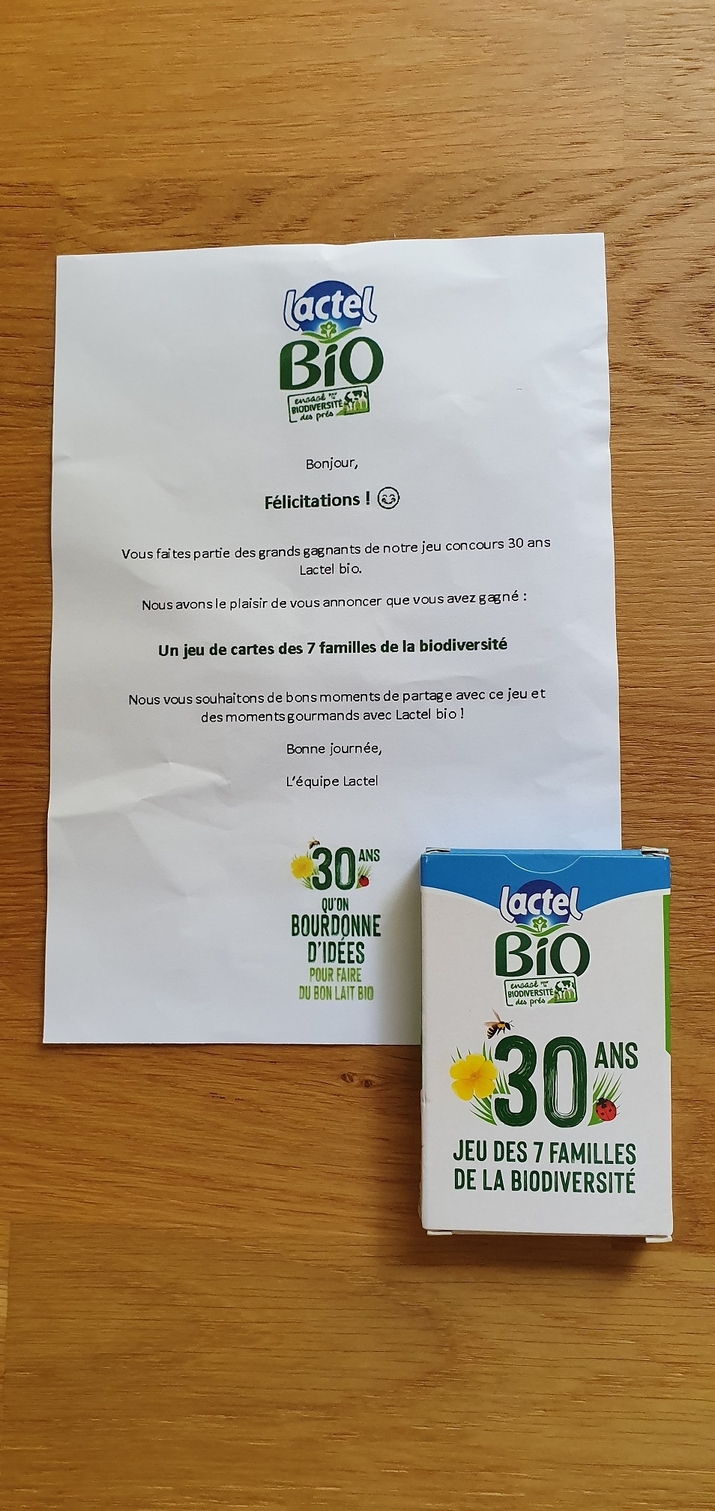 lactel
BIO
engagé pour la
BIODIVERSITÉ
des prés
Bonjour,
Félicitations !
Vous faites partie des grands gagnants de notre jeu concours 30 ans
Lactel bio.
Nous avons le plaisir de vous annoncer que vous avez gagné :
Un jeu de cartes des 7 familles de la biodiversité
Nous vous souhaitons de bons moments de partage avec ce jeu et
des moments gourmands avec Lactel bio !
Bonne journée,
L'équipe Lactel
30 ANS
QU'ON
BOURDONNE
D'IDÉES
POUR FAIRE
DU BON LAIT BIO
lactel
BIO
engagé pour la
BIODIVERSITÉ
des prés
30 ANS
JEU DES 7 FAMILLES
DE LA BIODIVERSITÉ